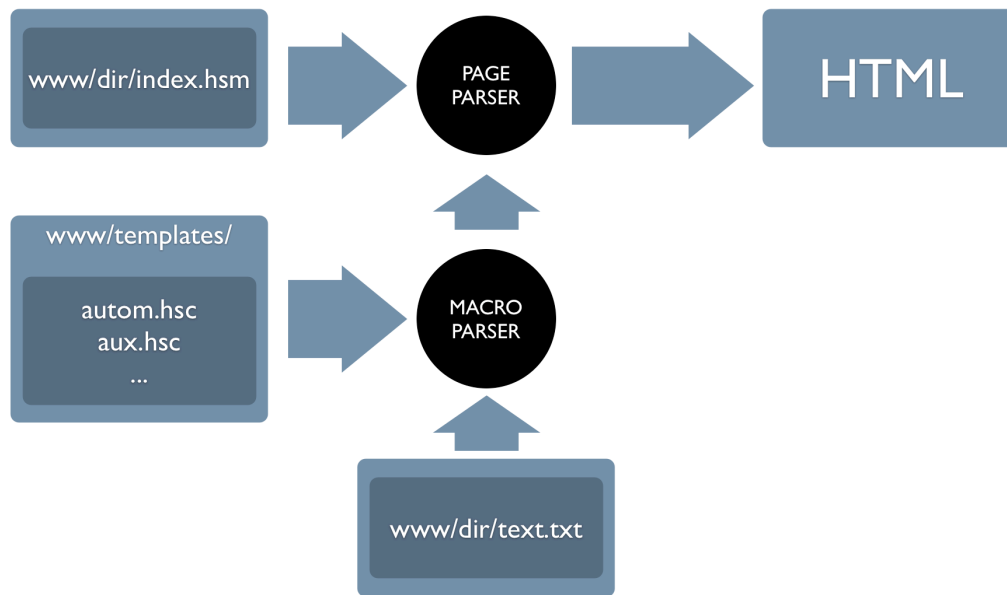 www/dir/index.hsm
PAGE
PARSER
HTML
www/templates/
autom.hsc
aux.hsc
...
MACRO
PARSER
www/dir/text.txt